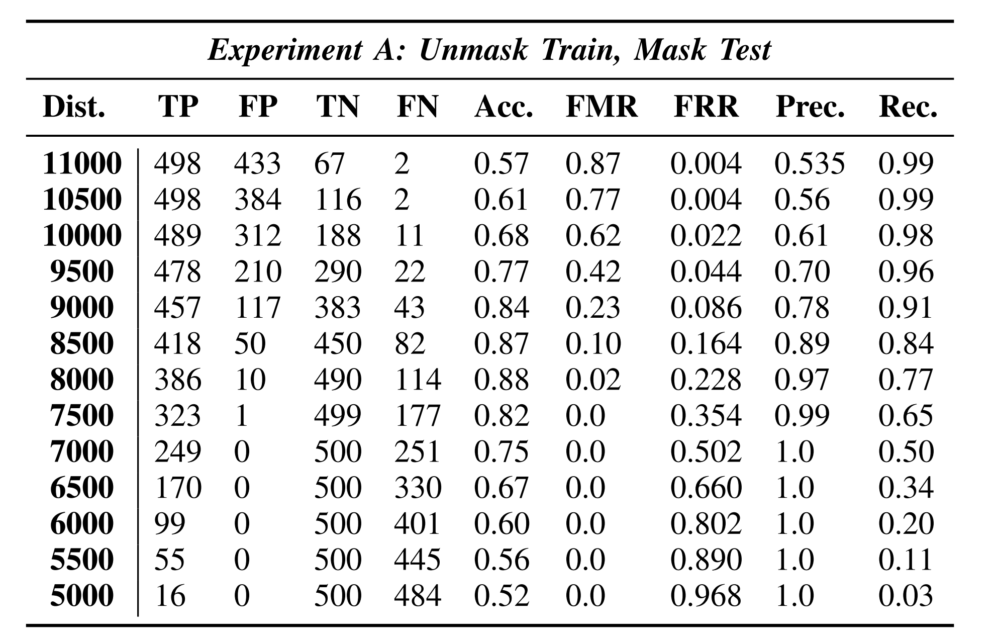 Experiment A: Unmask Train, Mask Test
Dist. TP FP TN FN Acc. FMR FRR Prec. Rec.
11000 498 433 67 2 0.57 0.87 0.004 0.535 0.99
10500 498 384 116 2 0.61 0.77 0.004 0.56 0.99
10000 489 312 188 11 0.68 0.62 0.022 0.61 0.98
9500 478 210 290 22 0.77 0.42 0.044 0.70 0.96
9000 457 117 383 43 0.84 0.23 0.086 0.78 0.91
8500 418 50 450 82 0.87 0.10 0.164 0.89 0.84
8000 386 10 490 114 0.88 0.02 0.228 0.97 0.77
7500 323 1 499 177 0.82 0.0 0.354 0.99 0.65
7000 249 0 500 251 0.75 0.0 0.502 1.0 0.50
6500 170 0 500 330 0.67 0.0 0.660 1.0 0.34
6000 99 0 500 401 0.60 0.0 0.802 1.0 0.20
5500 55 0 500 445 0.56 0.0 0.890 1.0 0.11
5000 16 0 500 484 0.52 0.0 0.968 1.0 0.03